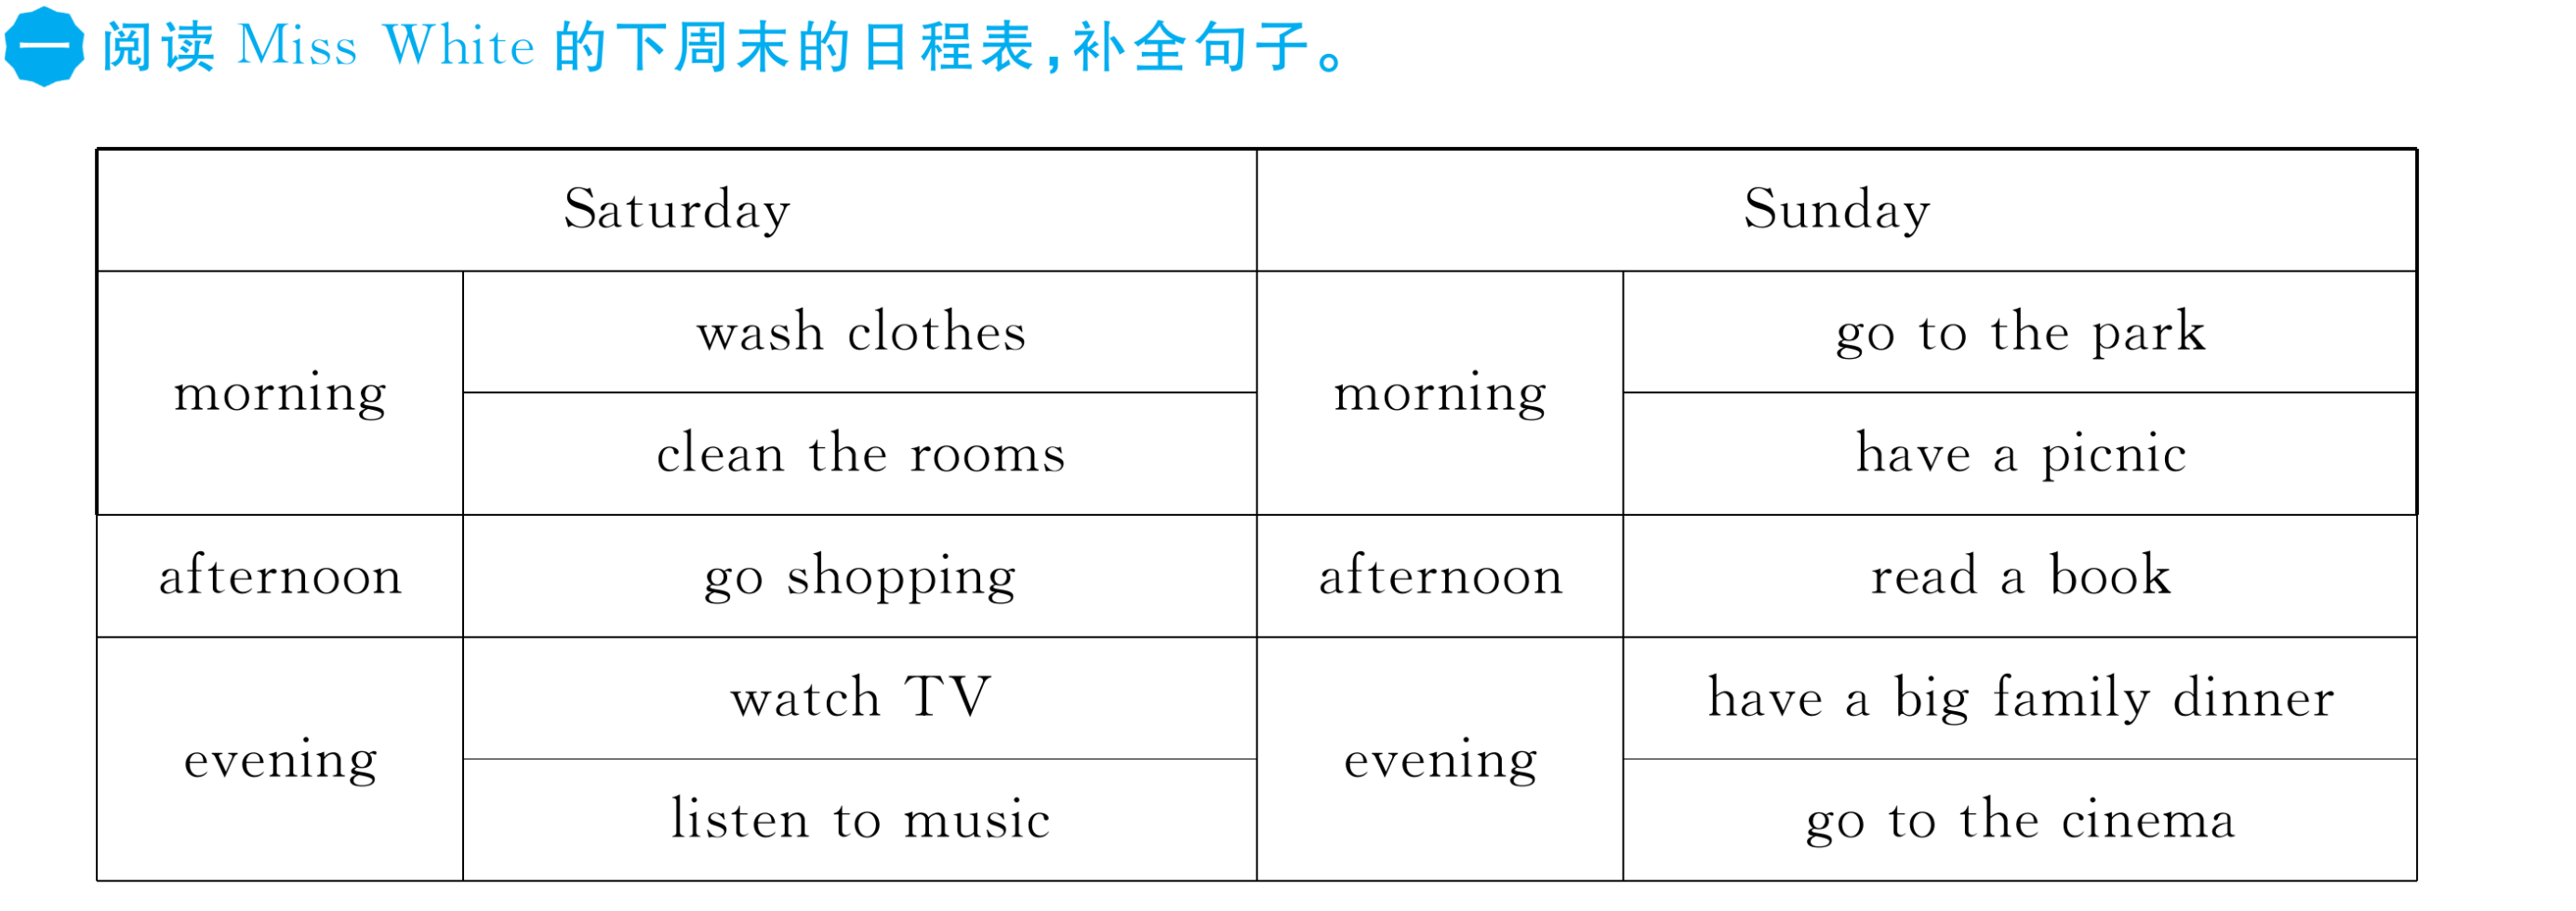 一 阅读 Miss White 的下周末的日程表,补全句子。
Saturday Sunday
morning wash clothes morning go to the park
clean the rooms have a picnic
afternoon go shopping afternoon read a book
evening watch TV evening have a big family dinner
listen to music go to the cinema